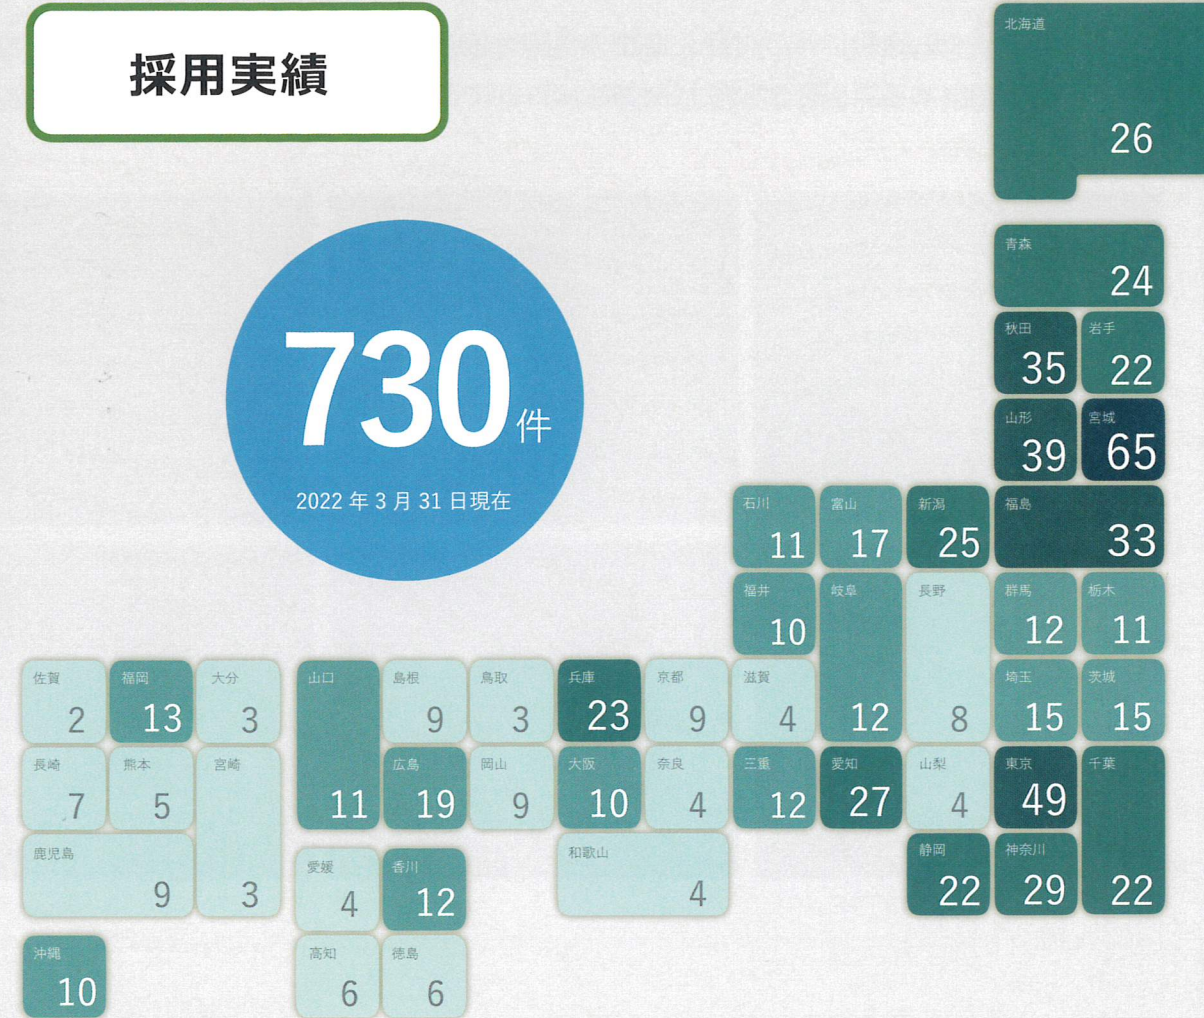 採用実績
730件
2022年3月31日現在
北海道
26
青森
24
秋田
35
岩手
22
山形
39
宮城
65
石川
11
富山
17
新潟
25
福島
33
福井
10
岐阜
12
長野
8
群馬
12
栃木
11
佐賀
2
福岡
13
大分
3
山口
11
島根
9
鳥取
3
兵庫
23
京都
9
滋賀
4
埼玉
15
茨城
15
長崎
7
熊本
5
宮崎
3
広島
19
岡山
9
大阪
10
奈良
4
三重
12
愛知
27
山梨
4
東京
49
千葉
22
鹿児島
9
愛媛
4
香川
12
和歌山
4
静岡
22
神奈川
29
沖縄
10
高知
6
徳島
6